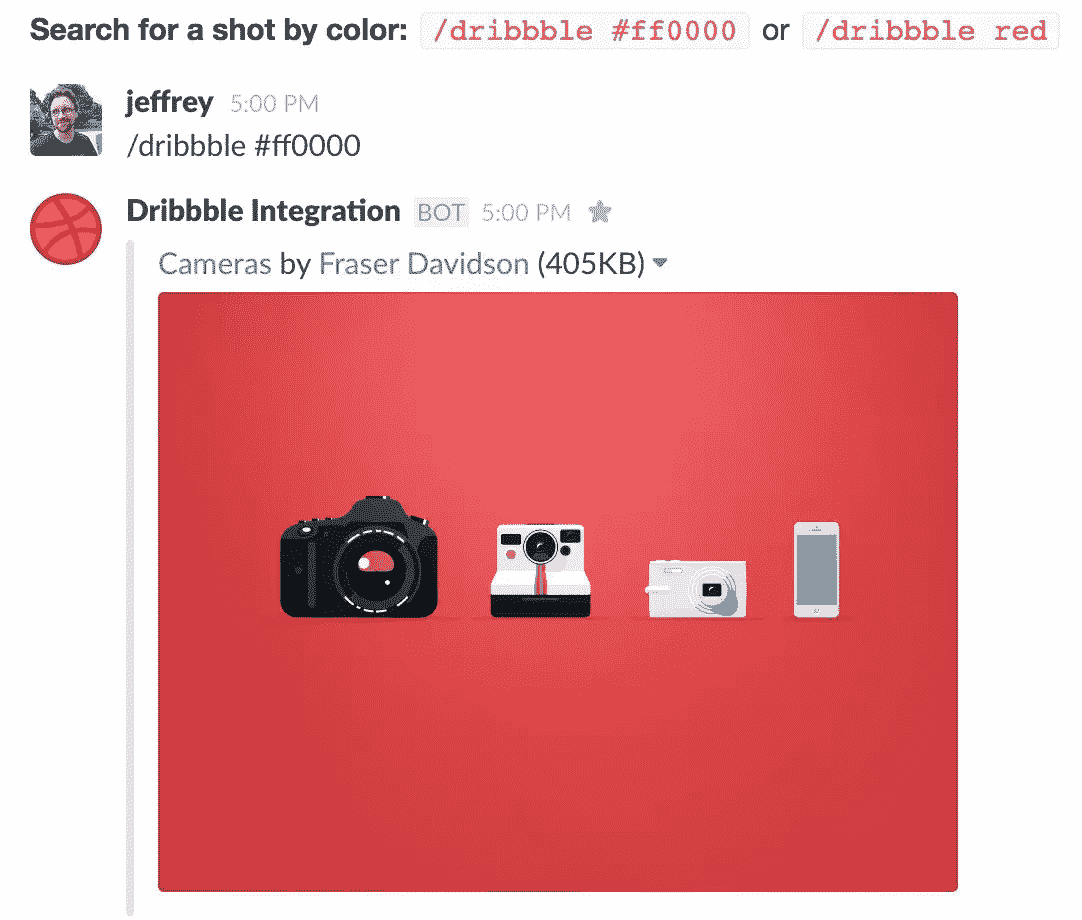 Search for a shot by color: /dribbble #ff0000 or /dribbble red
jeffrey 5:00 PM
/dribbble #ff0000
Dribbble Integration BOT 5:00 PM
Cameras by Fraser Davidson (405KB)